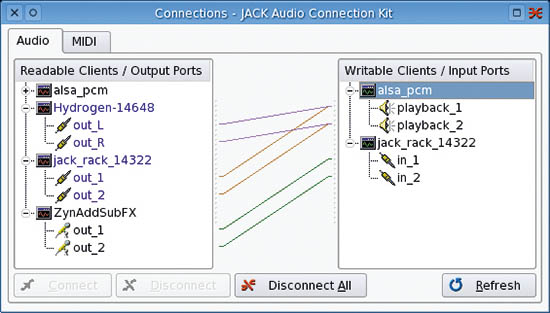 Connections - JACK Audio Connection Kit
Audio MIDI
Readable Clients / Output Ports
alsa_pcm
Hydrogen-14648
out_L
out_R
jack_rack_14322
out_1
out_2
ZynAddSubFX
out_1
out_2
Writable Clients / Input Ports
alsa_pcm
playback_1
playback_2
jack_rack_14322
in_1
in_2
Connect Disconnect Disconnect All Refresh